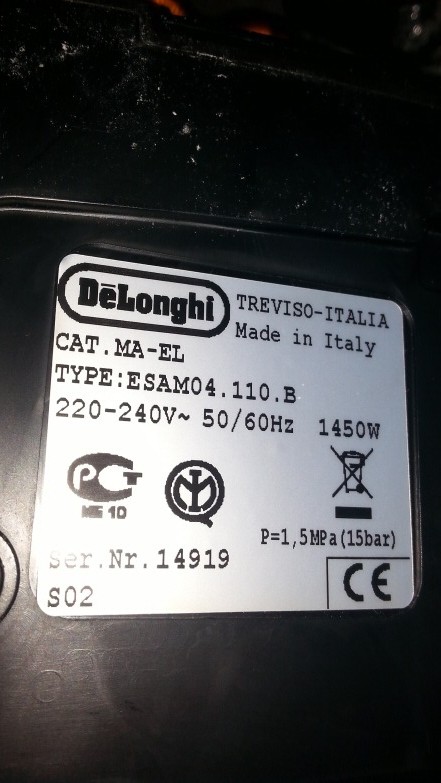 DēLonghi
TREVISO-ITALIA
Made in Italy
CAT.MA-EL
TYPE:ESAM04.110.B
220-240V~ 50/60Hz 1450W
PCT
ME 10
P=1,5MPa(15bar)
Ser.Nr.14919
S02
CE